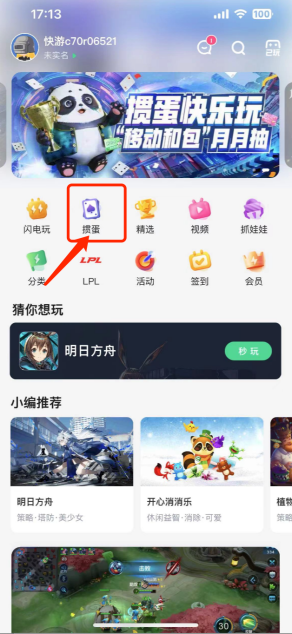 17:13
100
快游c70r06521
未实名
1
掼蛋快乐玩
“移动和包”月月抽
闪电玩
掼蛋
精选
视频
抓娃娃
分类
LPL
LPL
活动
签到
会员
猜你想玩
明日方舟
秒玩
小编推荐
明日方舟
策略·塔防·美少女
开心消消乐
休闲益智·消除·可爱
植物
策略
30